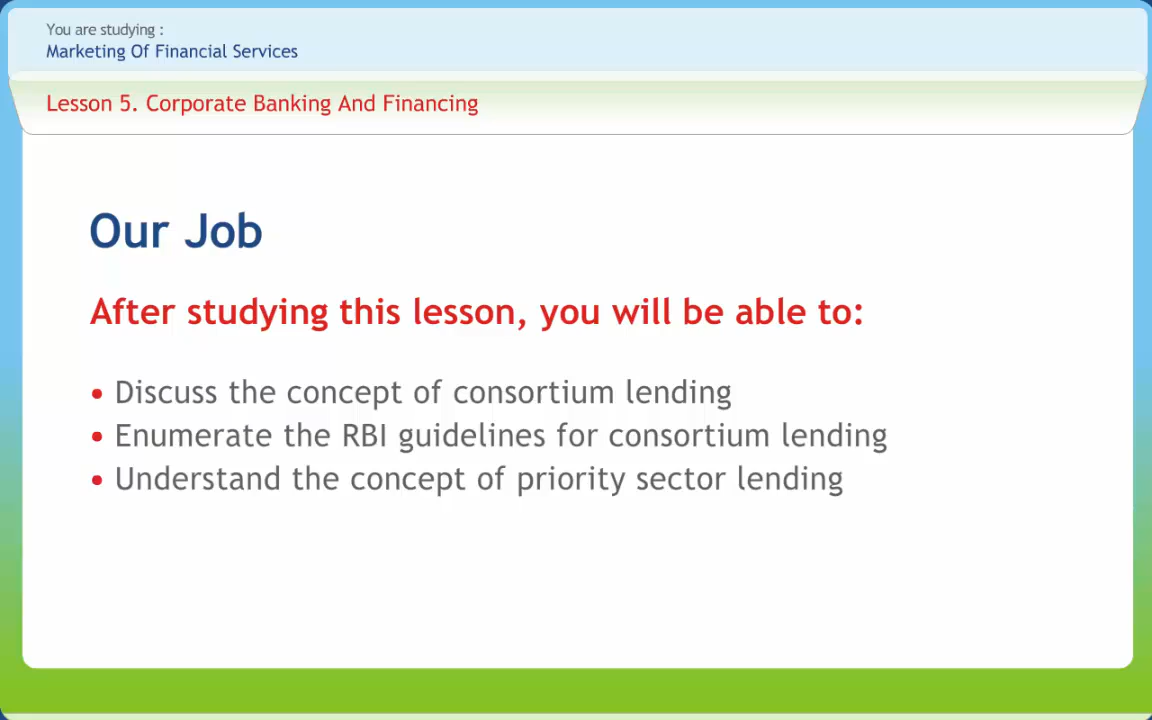 You are studying :
Marketing Of Financial Services
Lesson 5. Corporate Banking And Financing
Our Job
After studying this lesson, you will be able to:
• Discuss the concept of consortium lending
• Enumerate the RBI guidelines for consortium lending
• Understand the concept of priority sector lending